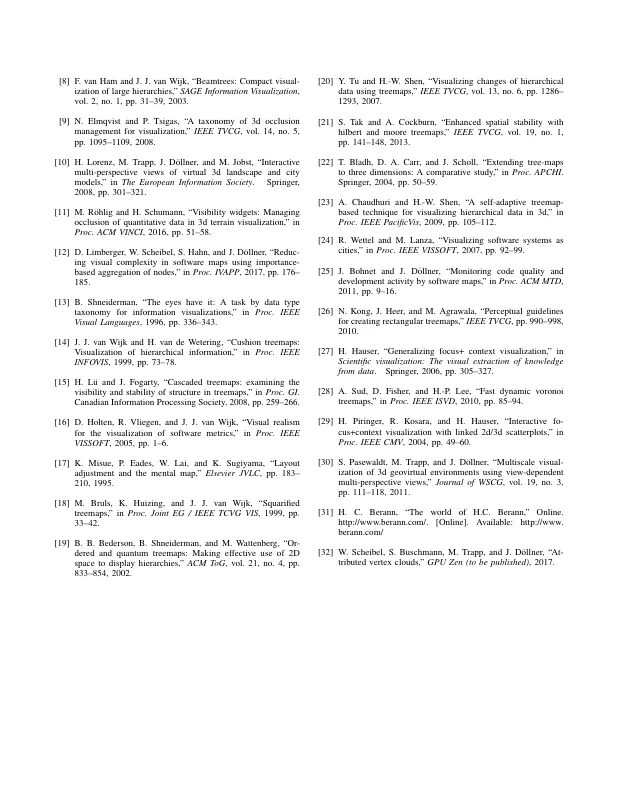 [8] F. van Ham and J. J. van Wijk, “Beamtrees: Compact visual-
ization of large hierarchies,” SAGE Information Visualization,
vol. 2, no. 1, pp. 31–39, 2003.
[9] N. Elmqvist and P. Tsigas, “A taxonomy of 3d occlusion
management for visualization,” IEEE TVCG, vol. 14, no. 5,
pp. 1095–1109, 2008.
[10] H. Lorenz, M. Trapp, J. Döllner, and M. Jobst, “Interactive
multi-perspective views of virtual 3d landscape and city
models,” in The European Information Society. Springer,
2008, pp. 301–321.
[11] M. Röhlig and H. Schumann, “Visibility widgets: Managing
occlusion of quantitative data in 3d terrain visualization,” in
Proc. ACM VINCI, 2016, pp. 51–58.
[12] D. Limberger, W. Scheibel, S. Hahn, and J. Döllner, “Reduc-
ing visual complexity in software maps using importance-
based aggregation of nodes,” in Proc. IVAPP, 2017, pp. 176–
185.
[13] B. Shneiderman, “The eyes have it: A task by data type
taxonomy for information visualizations,” in Proc. IEEE
Visual Languages, 1996, pp. 336–343.
[14] J. J. van Wijk and H. van de Wetering, “Cushion treemaps:
Visualization of hierarchical information,” in Proc. IEEE
INFOVIS, 1999, pp. 73–78.
[15] H. Lü and J. Fogarty, “Cascaded treemaps: examining the
visibility and stability of structure in treemaps,” in Proc. GI.
Canadian Information Processing Society, 2008, pp. 259–266.
[16] D. Holten, R. Vliegen, and J. J. van Wijk, “Visual realism
for the visualization of software metrics,” in Proc. IEEE
VISSOFT, 2005, pp. 1–6.
[17] K. Misue, P. Eades, W. Lai, and K. Sugiyama, “Layout
adjustment and the mental map,” Elsevier JVLC, pp. 183–
210, 1995.
[18] M. Bruls, K. Huizing, and J. J. van Wijk, “Squarified
treemaps,” in Proc. Joint EG / IEEE TCVG VIS, 1999, pp.
33–42.
[19] B. B. Bederson, B. Shneiderman, and M. Wattenberg, “Or-
dered and quantum treemaps: Making effective use of 2D
space to display hierarchies,” ACM ToG, vol. 21, no. 4, pp.
833–854, 2002.
[20] Y. Tu and H.-W. Shen, “Visualizing changes of hierarchical
data using treemaps,” IEEE TVCG, vol. 13, no. 6, pp. 1286–
1293, 2007.
[21] S. Tak and A. Cockburn, “Enhanced spatial stability with
hilbert and moore treemaps,” IEEE TVCG, vol. 19, no. 1,
pp. 141–148, 2013.
[22] T. Bladh, D. A. Carr, and J. Scholl, “Extending tree-maps
to three dimensions: A comparative study,” in Proc. APCHI.
Springer, 2004, pp. 50–59.
[23] A. Chaudhuri and H.-W. Shen, “A self-adaptive treemap-
based technique for visualizing hierarchical data in 3d,” in
Proc. IEEE PacificVis, 2009, pp. 105–112.
[24] R. Wettel and M. Lanza, “Visualizing software systems as
cities,” in Proc. IEEE VISSOFT, 2007, pp. 92–99.
[25] J. Bohnet and J. Döllner, “Monitoring code quality and
development activity by software maps,” in Proc. ACM MTD,
2011, pp. 9–16.
[26] N. Kong, J. Heer, and M. Agrawala, “Perceptual guidelines
for creating rectangular treemaps,” IEEE TVCG, pp. 990–998,
2010.
[27] H. Hauser, “Generalizing focus+ context visualization,” in
Scientific visualization: The visual extraction of knowledge
from data. Springer, 2006, pp. 305–327.
[28] A. Sud, D. Fisher, and H.-P. Lee, “Fast dynamic voronoi
treemaps,” in Proc. IEEE ISVD, 2010, pp. 85–94.
[29] H. Piringer, R. Kosara, and H. Hauser, “Interactive fo-
cus+context visualization with linked 2d/3d scatterplots,” in
Proc. IEEE CMV, 2004, pp. 49–60.
[30] S. Pasewaldt, M. Trapp, and J. Döllner, “Multiscale visual-
ization of 3d geovirtual environments using view-dependent
multi-perspective views,” Journal of WSCG, vol. 19, no. 3,
pp. 111–118, 2011.
[31] H. C. Berann, “The world of H.C. Berann,” Online.
http://www.berann.com/. [Online]. Available: http://www.
berann.com/
[32] W. Scheibel, S. Buschmann, M. Trapp, and J. Döllner, “At-
tributed vertex clouds,” GPU Zen (to be published), 2017.